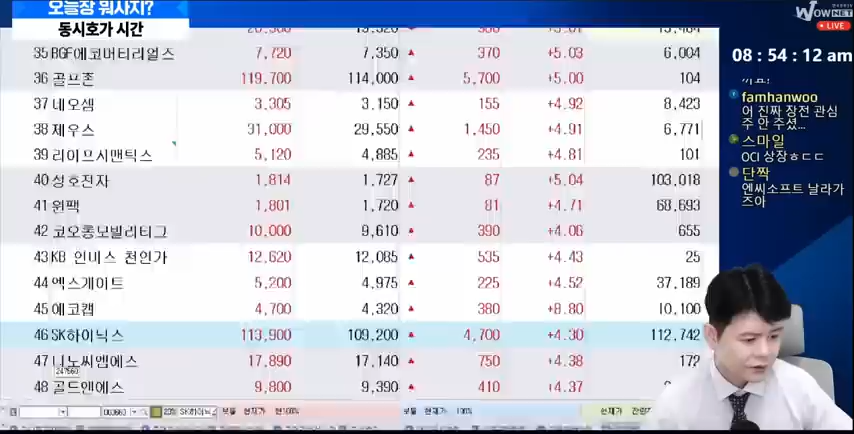 오늘장 뭐사지?
동시호가 시간
WOWNET
LIVE
08 : 54 : 12 am
35 BGF에코머티리얼즈 7,720 7,350 ▲ 370 +5.03 6,004
36 골프존 119,700 114,000 ▲ 5,700 +5.00 104
37 네오셈 3,305 3,150 ▲ 155 +4.92 8,423
38 제우스 31,000 29,550 ▲ 1,450 +4.91 6,771
39 라이프시맨틱스 5,120 4,885 ▲ 235 +4.81 101
40 성호전자 1,814 1,727 ▲ 87 +5.04 103,018
41 윈팩 1,801 1,720 ▲ 81 +4.71 68,693
42 코오롱모빌리티그 10,000 9,610 ▲ 390 +4.06 655
43 KB 인버스 천연가 12,620 12,085 ▲ 535 +4.43 25
44 엑스게이트 5,200 4,975 ▲ 225 +4.52 37,189
45 에코캡 4,700 4,320 ▲ 380 +8.80 10,100
46 SK하이닉스 113,900 109,200 ▲ 4,700 +4.30 112,742
47 나노씨엠에스 17,890 17,140 ▲ 750 +4.38 172
48 골드앤에스 9,800 9,390 ▲ 410 +4.37
famhanwoo
어 진짜 장전 관심
주 안 주셨...
스마일
OCI 상장ㅎㄷㄷ
단짝
엔씨소프트 날라가
즈아